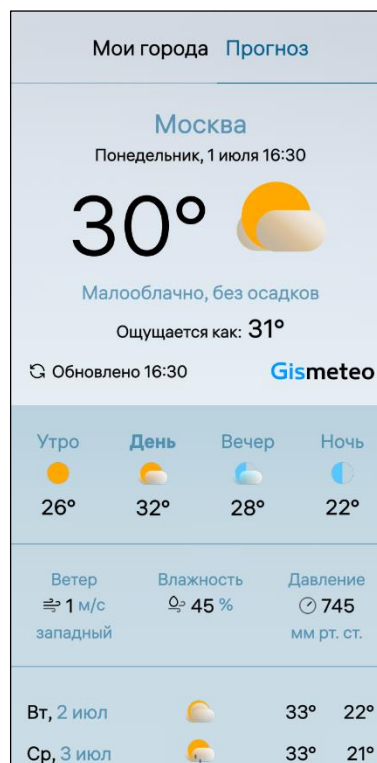 Мои города Прогноз
Москва
Понедельник, 1 июля 16:30
30°
Малооблачно, без осадков
Ощущается как: 31°
Обновлено 16:30 Gismeteo
Утро День Вечер Ночь
26° 32° 28° 22°
Ветер Влажность Давление
1 м/с 45 % 745
западный мм рт. ст.
Вт, 2 июл 33° 22°
Ср, 3 июл 33° 21°